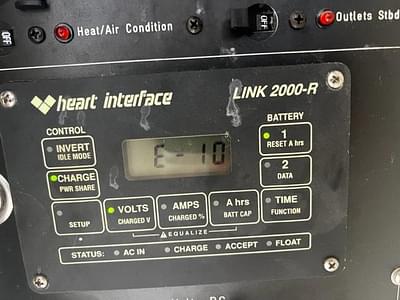 OFF
Heat/Air Condition
OFF
Outlets Stbd
heart interface
LINK 2000-R
CONTROL
BATTERY
INVERT
IDLE MODE
E-10
1
RESET A hrs
CHARGE
PWR SHARE
2
DATA
SETUP
VOLTS
CHARGED V
AMPS
CHARGED %
A hrs
BATT CAP
TIME
FUNCTION
EQUALIZE
STATUS: AC IN CHARGE ACCEPT FLOAT